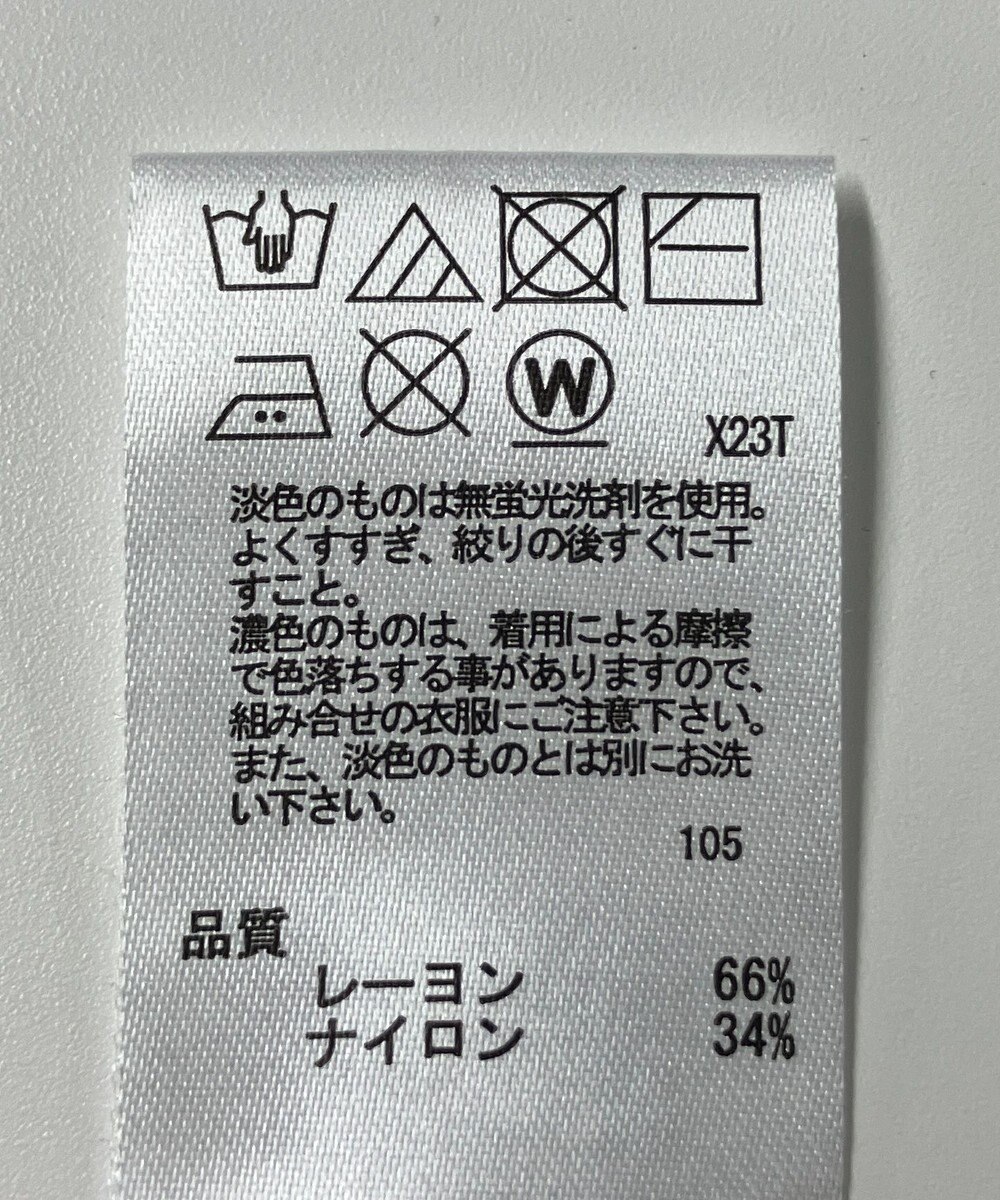 W
X23T
淡色のものは無蛍光洗剤を使用。
よくすすぎ、絞りの後すぐに干
すこと。
濃色のものは、着用による摩擦
で色落ちする事がありますので、
組み合せの衣服にご注意下さい。
また、淡色のものとは別にお洗
い下さい。
105
品質
レーヨン 66%
ナイロン 34%